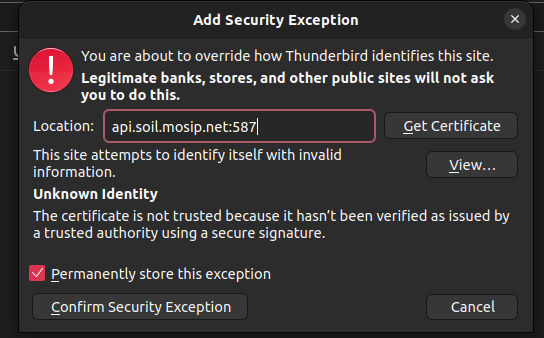 Add Security Exception
You are about to override how Thunderbird identifies this site.
Legitimate banks, stores, and other public sites will not ask
you to do this.
Location: api.soil.mosip.net:587 Get Certificate
This site attempts to identify itself with invalid
information.
View…
Unknown Identity
The certificate is not trusted because it hasn't been verified as issued by
a trusted authority using a secure signature.
Permanently store this exception
Confirm Security Exception Cancel